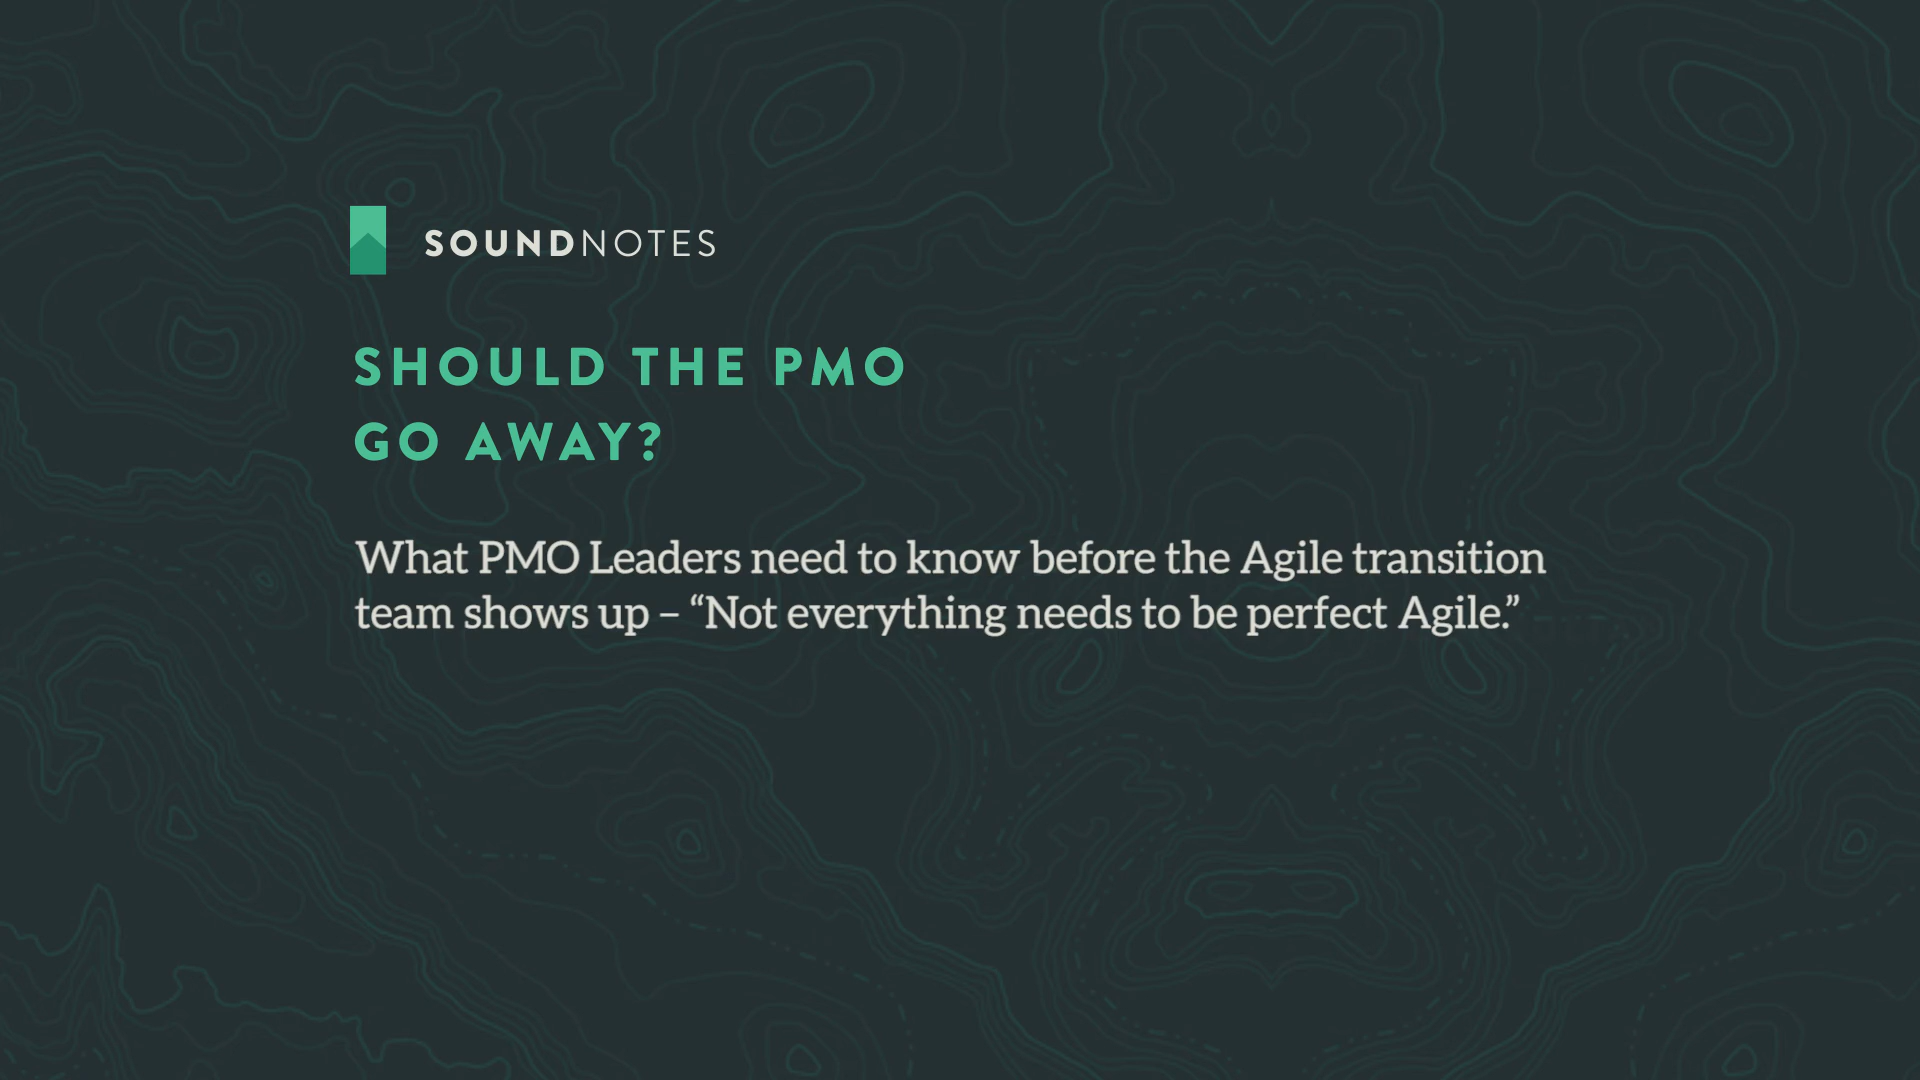 SOUNDNOTES
SHOULD THE PMO
GO AWAY?
What PMO Leaders need to know before the Agile transition
team shows up – “Not everything needs to be perfect Agile.”